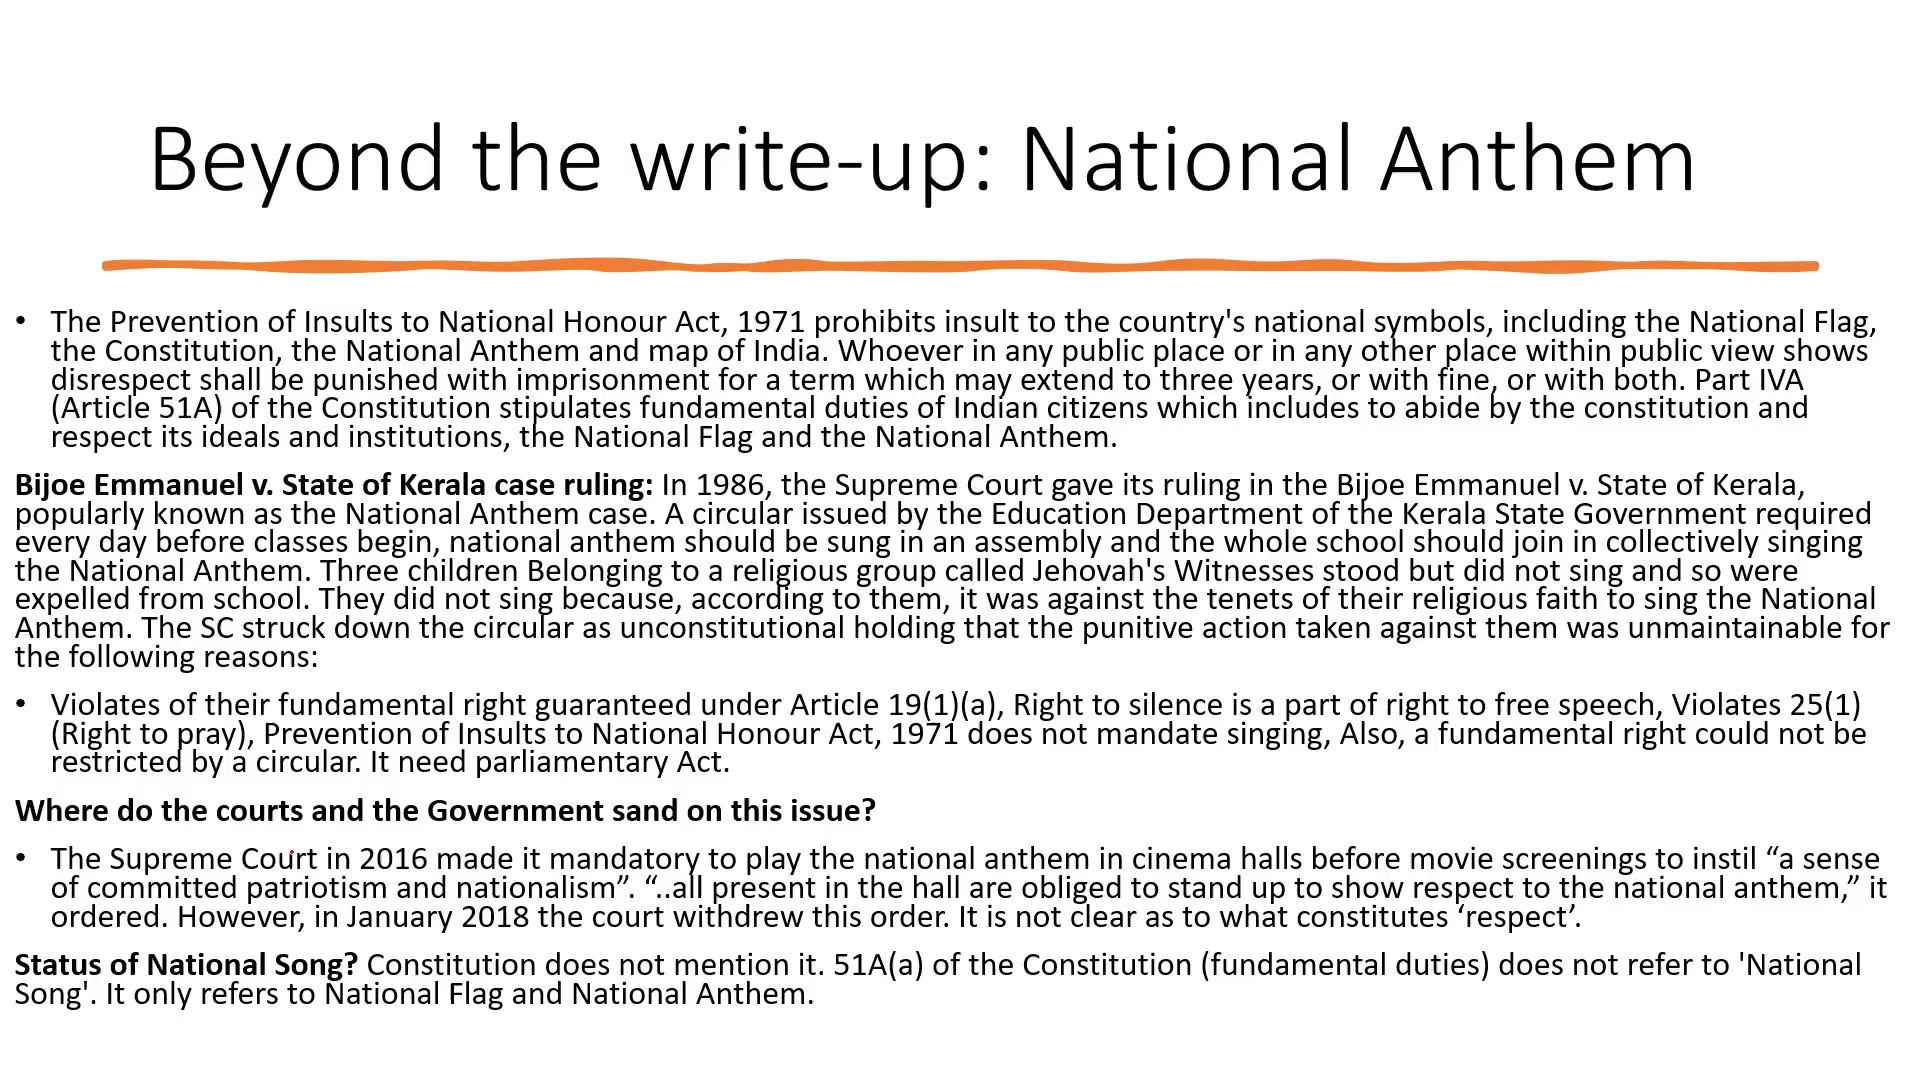 Beyond the write-up: National Anthem
• The Prevention of Insults to National Honour Act, 1971 prohibits insult to the country's national symbols, including the National Flag,
the Constitution, the National Anthem and map of India. Whoever in any public place or in any other place within public view shows
disrespect shall be punished with imprisonment for a term which may extend to three years, or with fine, or with both. Part IVA
(Article 51A) of the Constitution stipulates fundamental duties of Indian citizens which includes to abide by the constitution and
respect its ideals and institutions, the National Flag and the National Anthem.
Bijoe Emmanuel v. State of Kerala case ruling: In 1986, the Supreme Court gave its ruling in the Bijoe Emmanuel v. State of Kerala,
popularly known as the National Anthem case. A circular issued by the Education Department of the Kerala State Government required
every day before classes begin, national anthem should be sung in an assembly and the whole school should join in collectively singing
the National Anthem. Three children Belonging to a religious group called Jehovah's Witnesses stood but did not sing and so were
expelled from school. They did not sing because, according to them, it was against the tenets of their religious faith to sing the National
Anthem. The SC struck down the circular as unconstitutional holding that the punitive action taken against them was unmaintainable for
the following reasons:
• Violates of their fundamental right guaranteed under Article 19(1)(a), Right to silence is a part of right to free speech, Violates 25(1)
(Right to pray), Prevention of Insults to National Honour Act, 1971 does not mandate singing, Also, a fundamental right could not be
restricted by a circular. It need parliamentary Act.
Where do the courts and the Government sand on this issue?
• The Supreme Court in 2016 made it mandatory to play the national anthem in cinema halls before movie screenings to instil “a sense
of committed patriotism and nationalism”. “..all present in the hall are obliged to stand up to show respect to the national anthem,” it
ordered. However, in January 2018 the court withdrew this order. It is not clear as to what constitutes ‘respect’.
Status of National Song? Constitution does not mention it. 51A(a) of the Constitution (fundamental duties) does not refer to 'National
Song'. It only refers to National Flag and National Anthem.